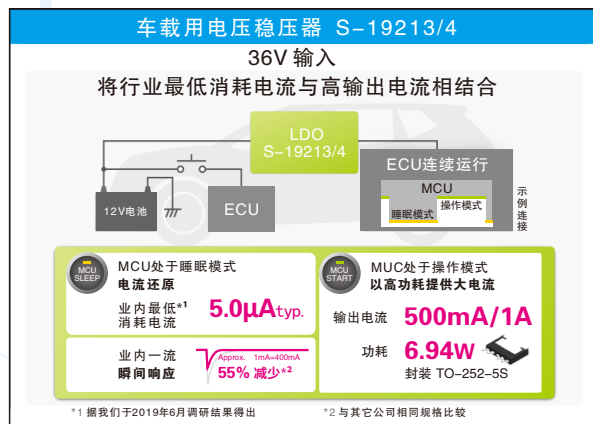 车载用电压稳压器 S-19213/4
36V 输入
将行业最低消耗电流与高输出电流相结合
LDO
S-19213/4
ECU连续运行
MCU
操作模式
睡眠模式
示例连接
12V电池
ECU
MCU
SLEEP
MCU处于睡眠模式
电流还原
业内最低*1
消耗电流
5.0μAtyp.
业内一流
瞬间响应
Approx. 1mA⇔400mA
55% 减少*2
MCU
START
MUC处于操作模式
以高功耗提供大电流
输出电流 500mA/1A
功耗 6.94W
封装 TO-252-5S
*1 据我们于2019年6月调研结果得出
*2 与其它公司相同规格比较